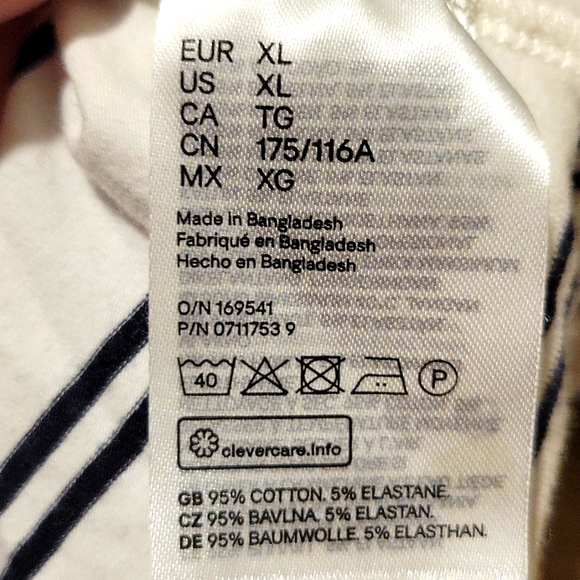 EUR XL
US XL
CA TG
CN 175/116A
MX XG
Made in Bangladesh
Fabriqué en Bangladesh
Hecho en Bangladesh
O/N 169541
P/N 0711753 9
40 P
clevercare.info
GB 95% COTTON. 5% ELASTANE.
CZ 95% BAVLNA. 5% ELASTAN.
DE 95% BAUMWOLLE. 5% ELASTHAN.